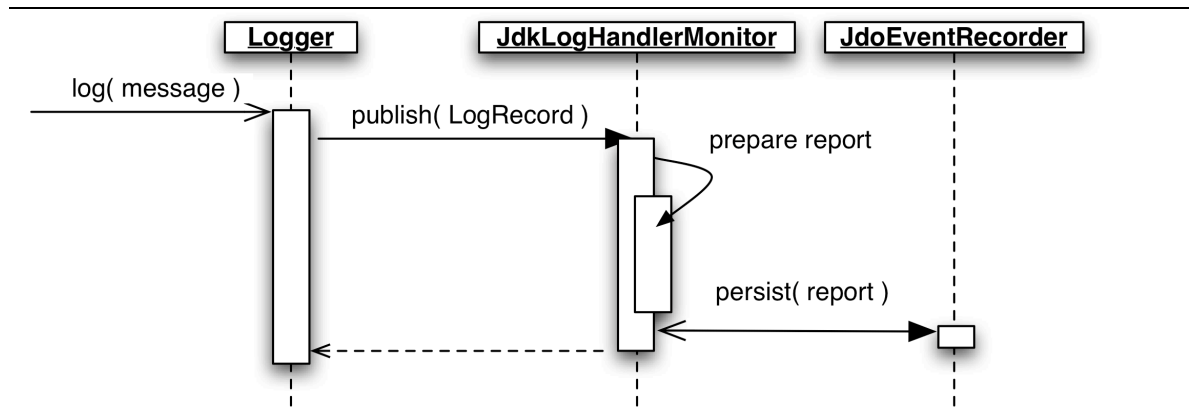 Logger
JdkLogHandlerMonitor
JdoEventRecorder
log( message )
publish( LogRecord )
prepare report
persist( report )